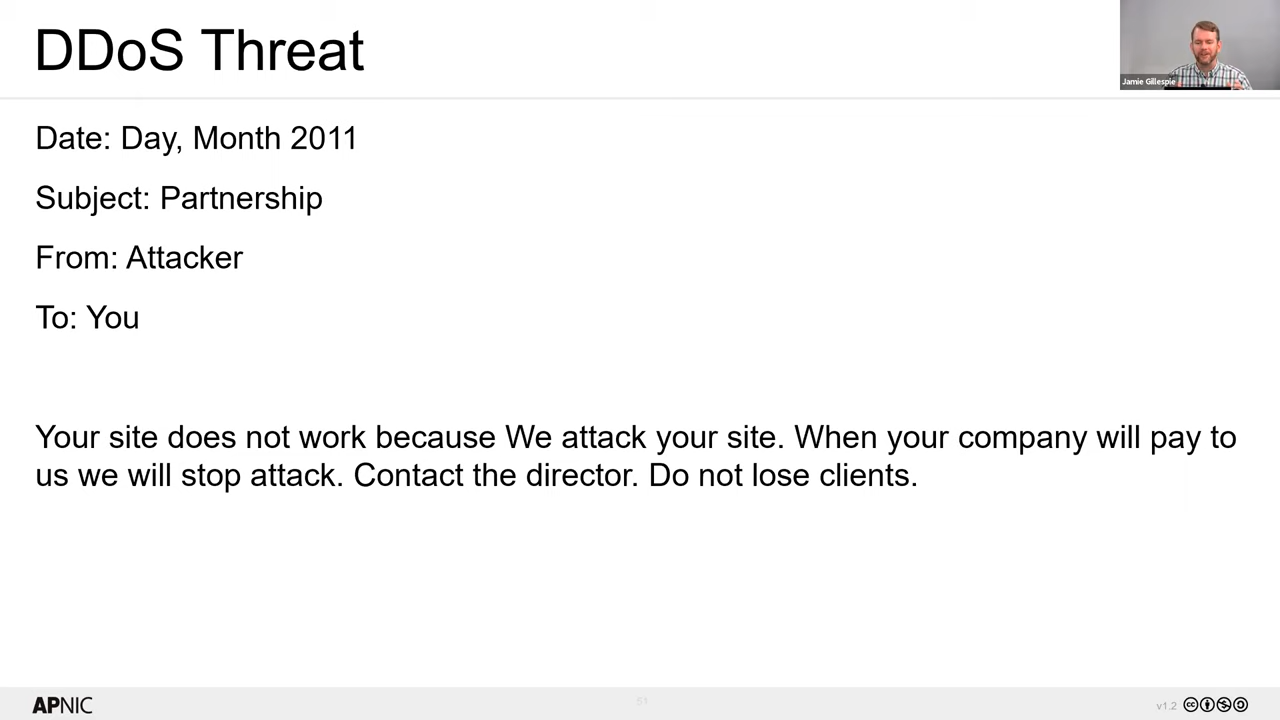 DDoS Threat
Jamie Gillespie
Date: Day, Month 2011
Subject: Partnership
From: Attacker
To: You
Your site does not work because We attack your site. When your company will pay to
us we will stop attack. Contact the director. Do not lose clients.
APNIC
51
v1.2